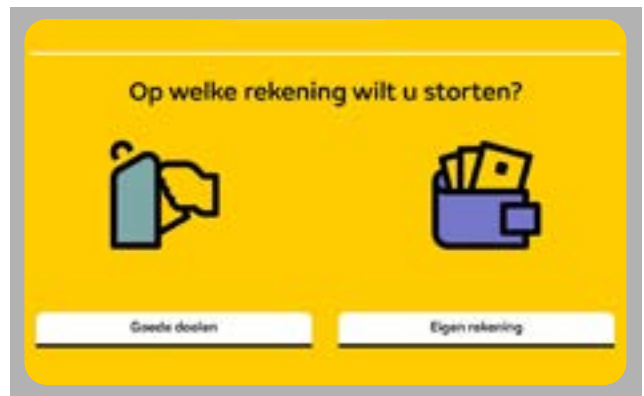 Op welke rekening wilt u storten?
Goede doelen
Eigen rekening